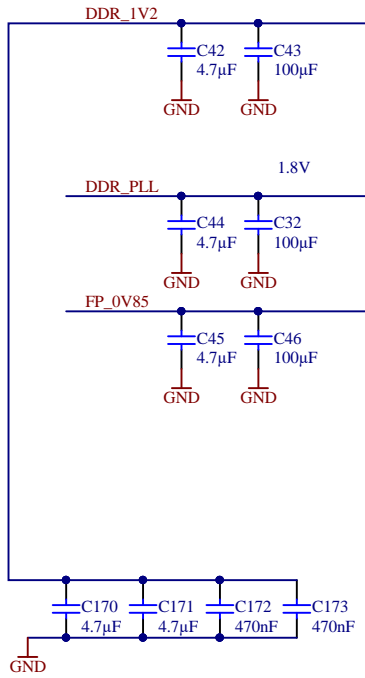 DDR_1V2
C42
4.7µF
C43
100µF
GND
GND
1.8V
DDR_PLL
C44
4.7µF
C32
100µF
GND
GND
FP_0V85
C45
4.7µF
C46
100µF
GND
GND
C170
4.7µF
C171
4.7µF
C172
470nF
C173
470nF
GND